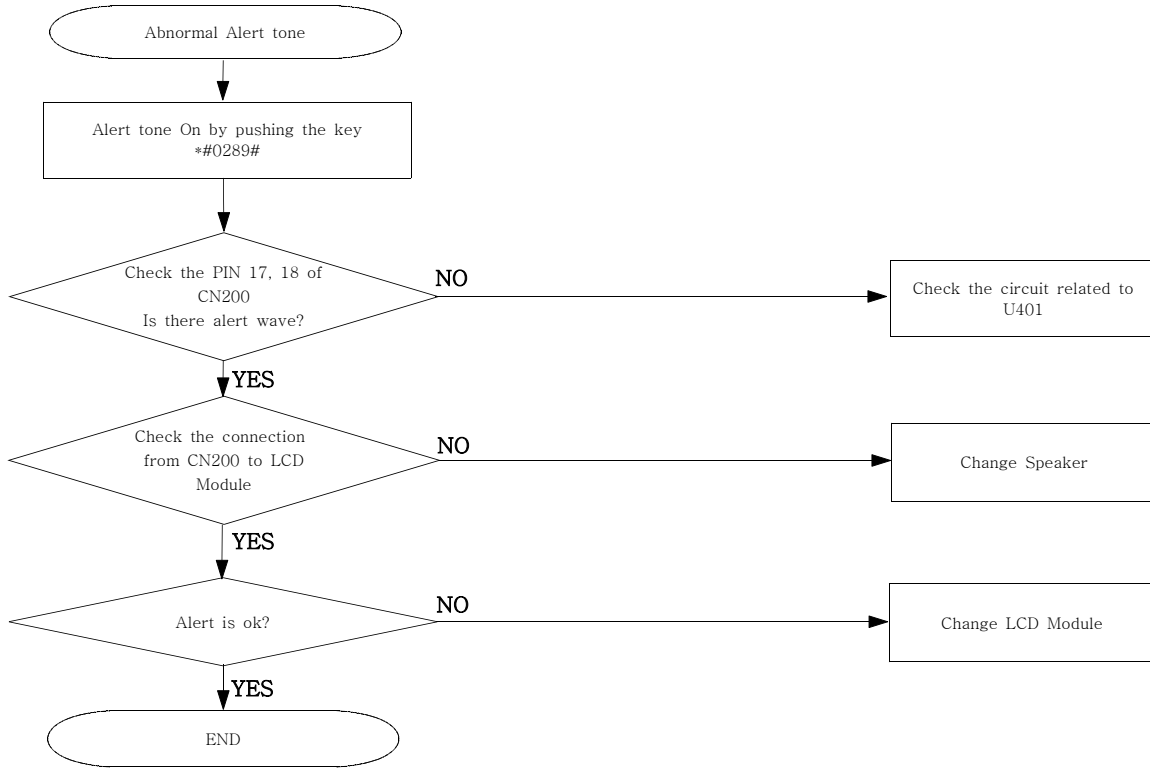 Abnormal Alert tone
Alert tone On by pushing the key
*#0289#
Check the PIN 17, 18 of
CN200
Is there alert wave?
NO
Check the circuit related to
U401
YES
Check the connection
from CN200 to LCD
Module
NO
Change Speaker
YES
Alert is ok?
NO
Change LCD Module
YES
END